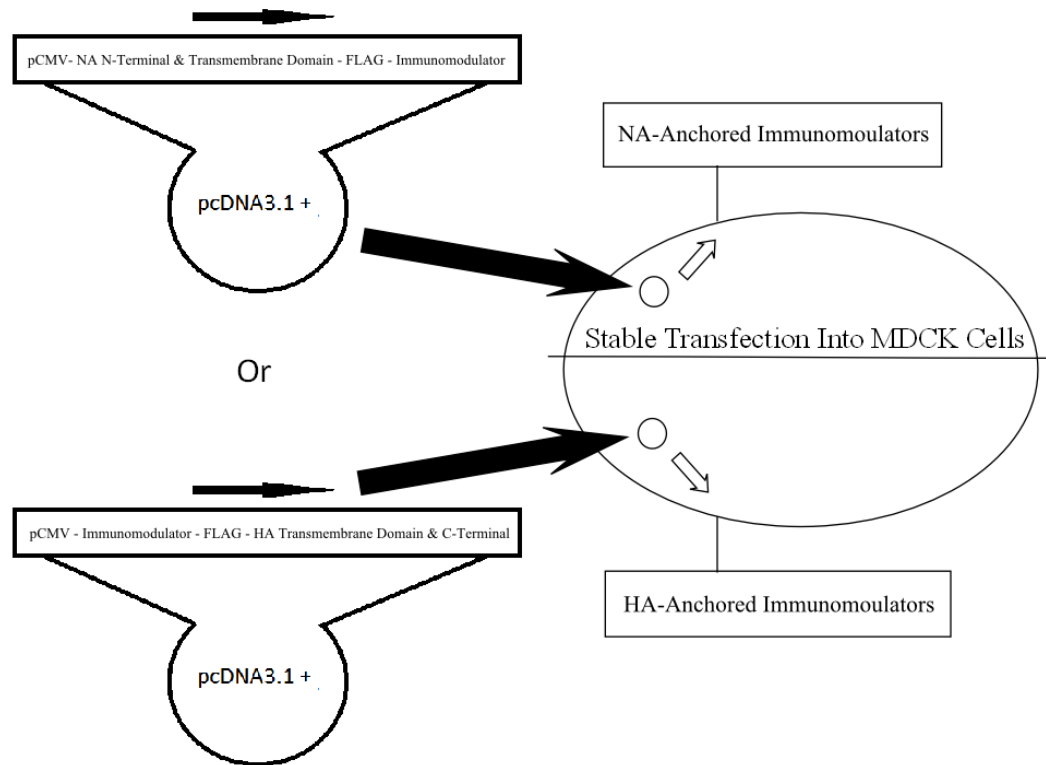 pCMV- NA N-Terminal & Transmembrane Domain - FLAG - Immunomodulator
pcDNA3.1 +
NA-Anchored Immunomoulators
Stable Transfection Into MDCK Cells
Or
pCMV - Immunomodulator - FLAG - HA Transmembrane Domain & C-Terminal
HA-Anchored Immunomoulators
pcDNA3.1 +